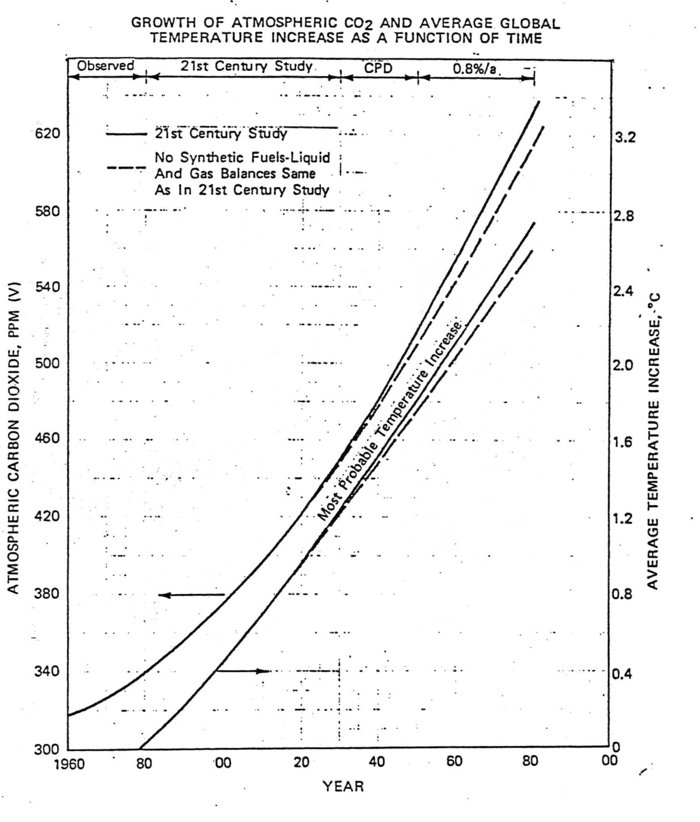 GROWTH OF ATMOSPHERIC CO2 AND AVERAGE GLOBAL
TEMPERATURE INCREASE AS A FUNCTION OF TIME
Observed
21st Century Study
CPD
0.8%/a
21st Century Study
No Synthetic Fuels-Liquid
And Gas Balances Same
As In 21st Century Study
ATMOSPHERIC CARBON DIOXIDE, PPM (V)
620
580
540
500
460
420
380
340
300
Most Probable Temperature Increase
3.2
2.8
2.4
2.0
1.6
1.2
0.8
0.4
0
AVERAGE TEMPERATURE INCREASE, °C
1960
80
00
20
40
60
80
00
YEAR